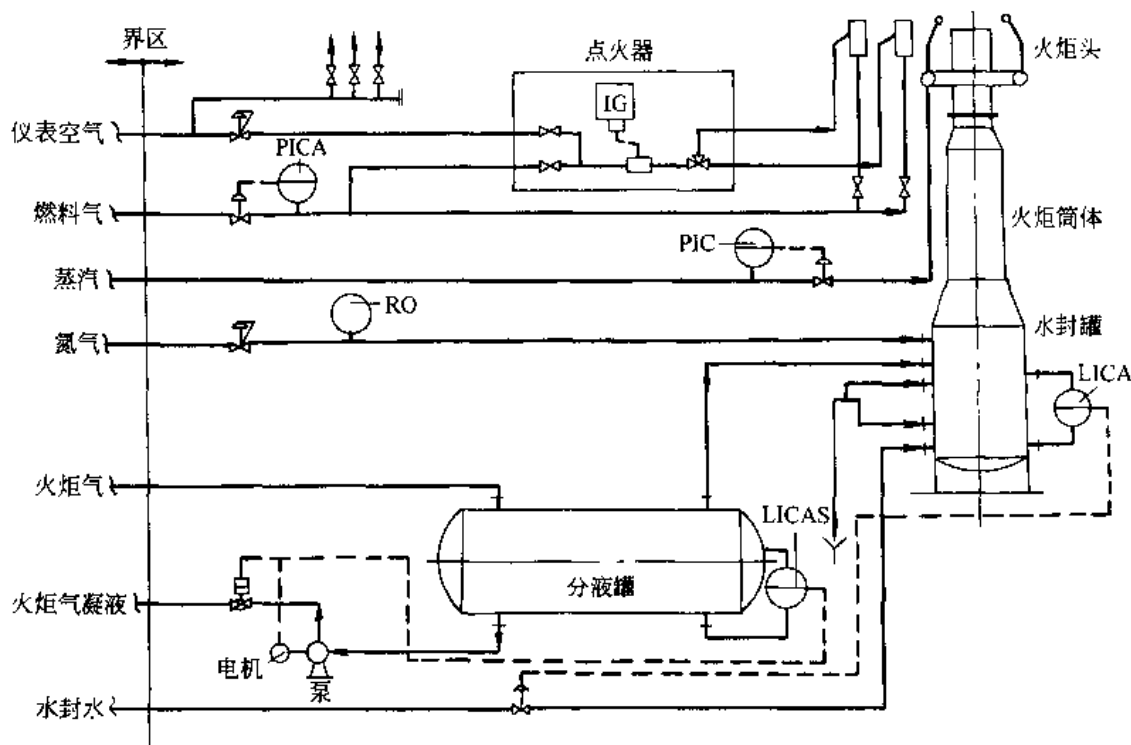 界区
点火器
火炬头
IG
仪表空气
PICA
燃料气
火炬筒体
PIC
蒸汽
RO
水封罐
氮气
LICA
火炬气
LICAS
分液罐
火炬气凝液
电机
泵
水封水